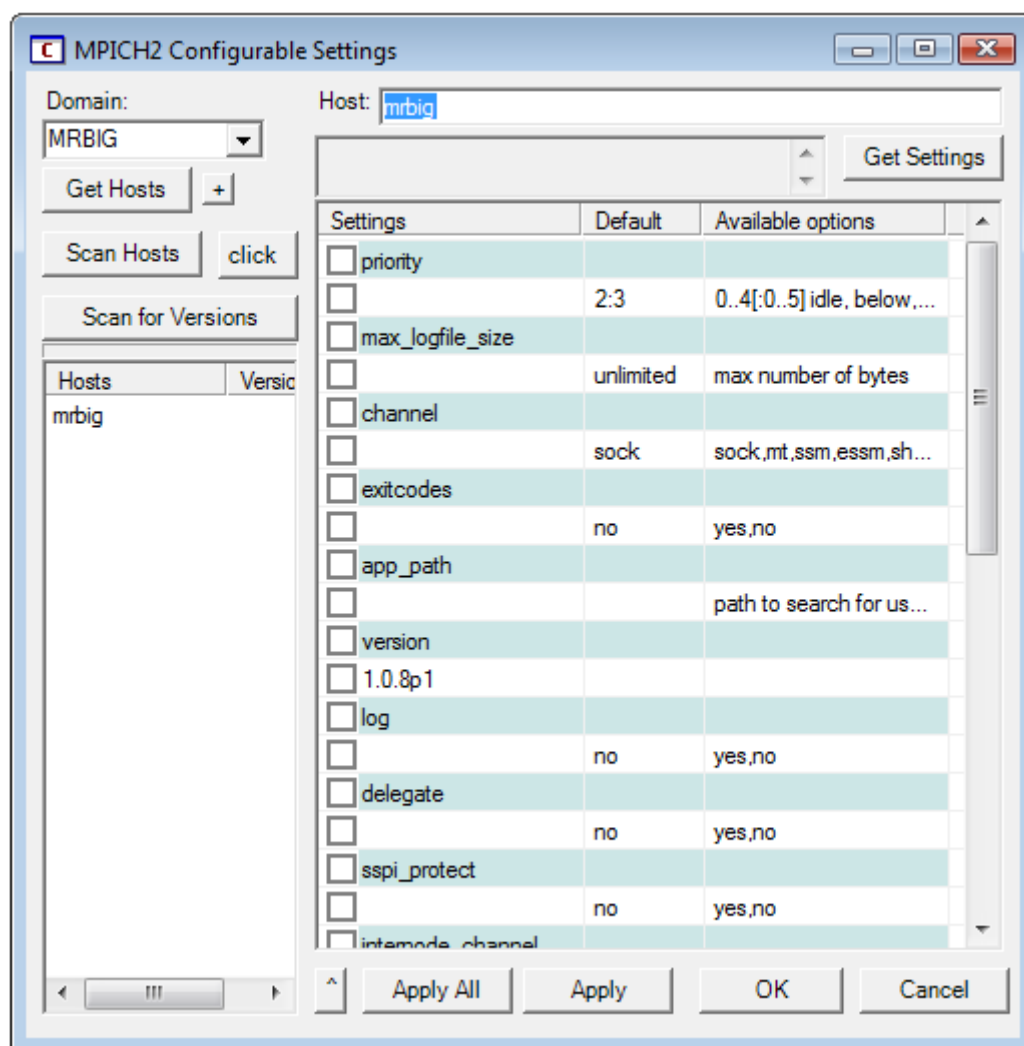 MPICH2 Configurable Settings
Domain:
MRBIG
Get Hosts +
Scan Hosts click
Scan for Versions
Hosts Versio
mrbig
Host: mrbig
Get Settings
Settings Default Available options
priority
2:3 0..4[:0..5] idle, below,...
max_logfile_size
unlimited max number of bytes
channel
sock sock,mt,ssm,essm,sh...
exitcodes
no yes,no
app_path
path to search for us...
version
1.0.8p1
log
no yes,no
delegate
no yes,no
sspi_protect
no yes,no
internode_channel
^ Apply All Apply OK Cancel